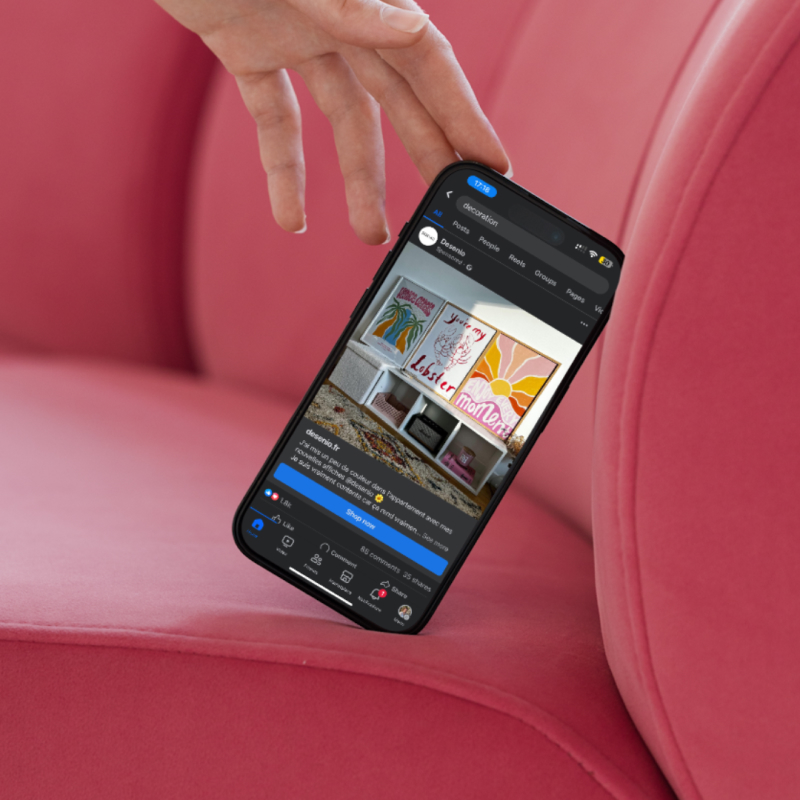 17:18
decoration
All Posts People Reels Groups Pages
Desenio
Sponsored
You're my
Lobster
moment
desenio.fr
J'ai mis un peu de couleur dans l'appartement avec mes
nouvelles affiches @desenio
Je suis vraiment contente car ça rend vraimen... See more
Shop now
88 comments 25 shares
Like Comment Share
Home Video Friends Marketplace Notifications Menu
1